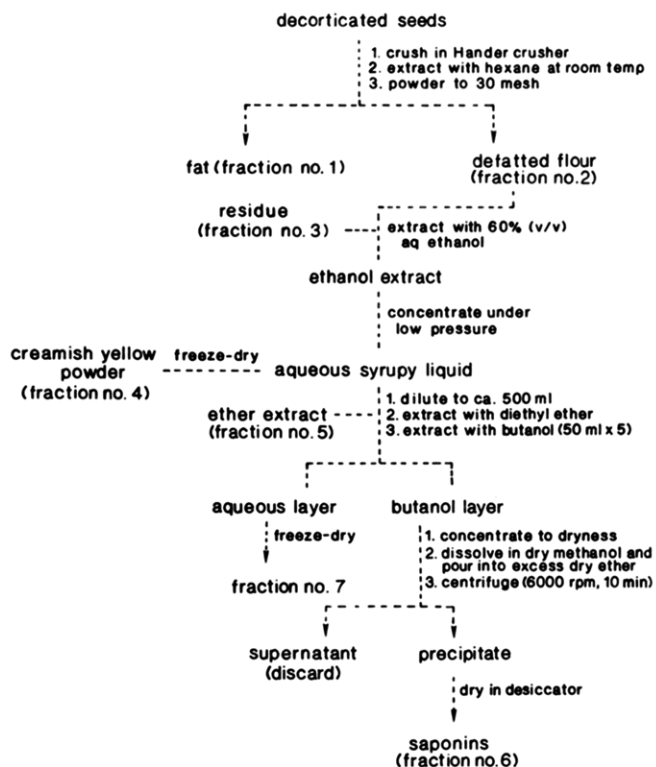 decorticated seeds
1. crush in Hander crusher
2. extract with hexane at room temp
3. powder to 30 mesh
fat (fraction no. 1)
defatted flour
(fraction no.2)
residue
(fraction no. 3)
extract with 60% (v/v)
aq ethanol
ethanol extract
concentrate under
low pressure
creamish yellow
powder
(fraction no. 4)
freeze-dry
aqueous syrupy liquid
ether extract
(fraction no. 5)
1. dilute to ca. 500 ml
2. extract with diethyl ether
3. extract with butanol (50 ml x 5)
aqueous layer
butanol layer
freeze-dry
fraction no. 7
1. concentrate to dryness
2. dissolve in dry methanol and
pour into excess dry ether
3. centrifuge (6000 rpm, 10 min)
supernatant
(discard)
precipitate
dry in desiccator
saponins
(fraction no.6)